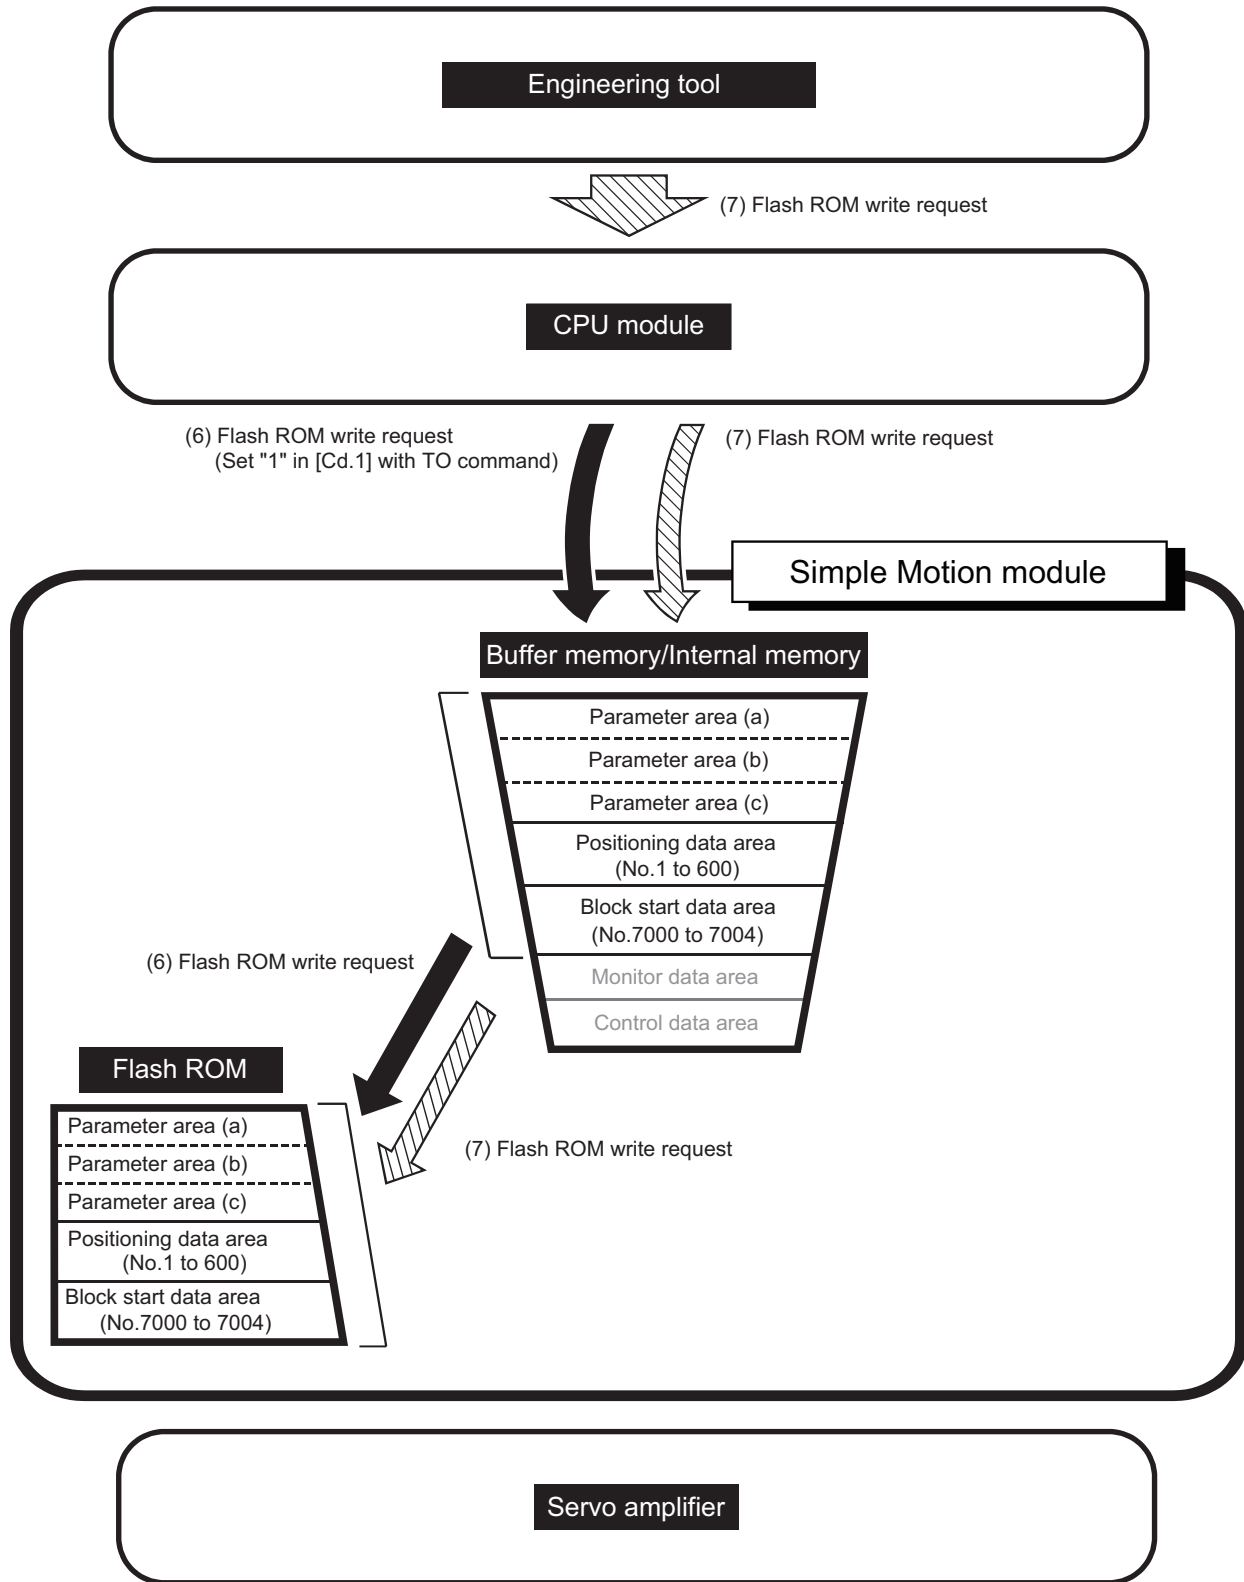 Engineering tool
(7) Flash ROM write request
CPU module
(6) Flash ROM write request
(Set "1" in [Cd.1] with TO command)
(7) Flash ROM write request
Simple Motion module
Buffer memory/Internal memory
Parameter area (a)
Parameter area (b)
Parameter area (c)
Positioning data area
(No.1 to 600)
Block start data area
(No.7000 to 7004)
Monitor data area
Control data area
(6) Flash ROM write request
Flash ROM
Parameter area (a)
Parameter area (b)
Parameter area (c)
Positioning data area
(No.1 to 600)
Block start data area
(No.7000 to 7004)
(7) Flash ROM write request
Servo amplifier